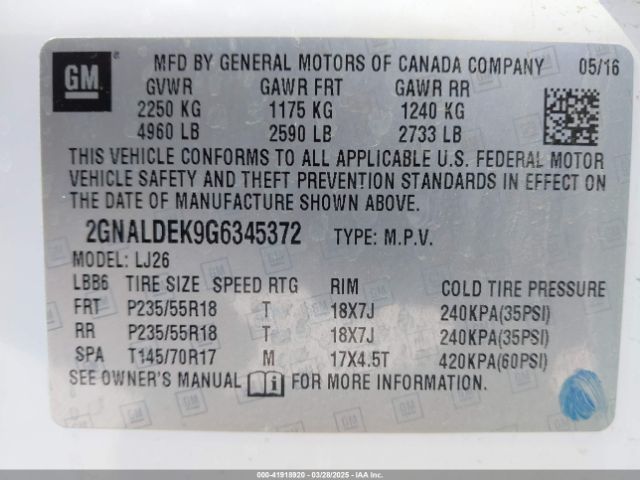 GM
MFD BY GENERAL MOTORS OF CANADA COMPANY 05/16
GVWR GAWR FRT GAWR RR
2250 KG 1175 KG 1240 KG
4960 LB 2590 LB 2733 LB
THIS VEHICLE CONFORMS TO ALL APPLICABLE U.S. FEDERAL MOTOR
VEHICLE SAFETY AND THEFT PREVENTION STANDARDS IN EFFECT ON
THE DATE OF MANUFACTURE SHOWN ABOVE.
2GNALDEK9G6345372 TYPE: M.P.V.
MODEL: LJ26
LBB6 TIRE SIZE SPEED RTG RIM COLD TIRE PRESSURE
FRT P235/55R18 T 18X7J 240KPA(35PSI)
RR P235/55R18 T 18X7J 240KPA(35PSI)
SPA T145/70R17 M 17X4.5T 420KPA(60PSI)
SEE OWNER'S MANUAL FOR MORE INFORMATION.
000-41918920 - 03/28/2025 - IAA Chicago